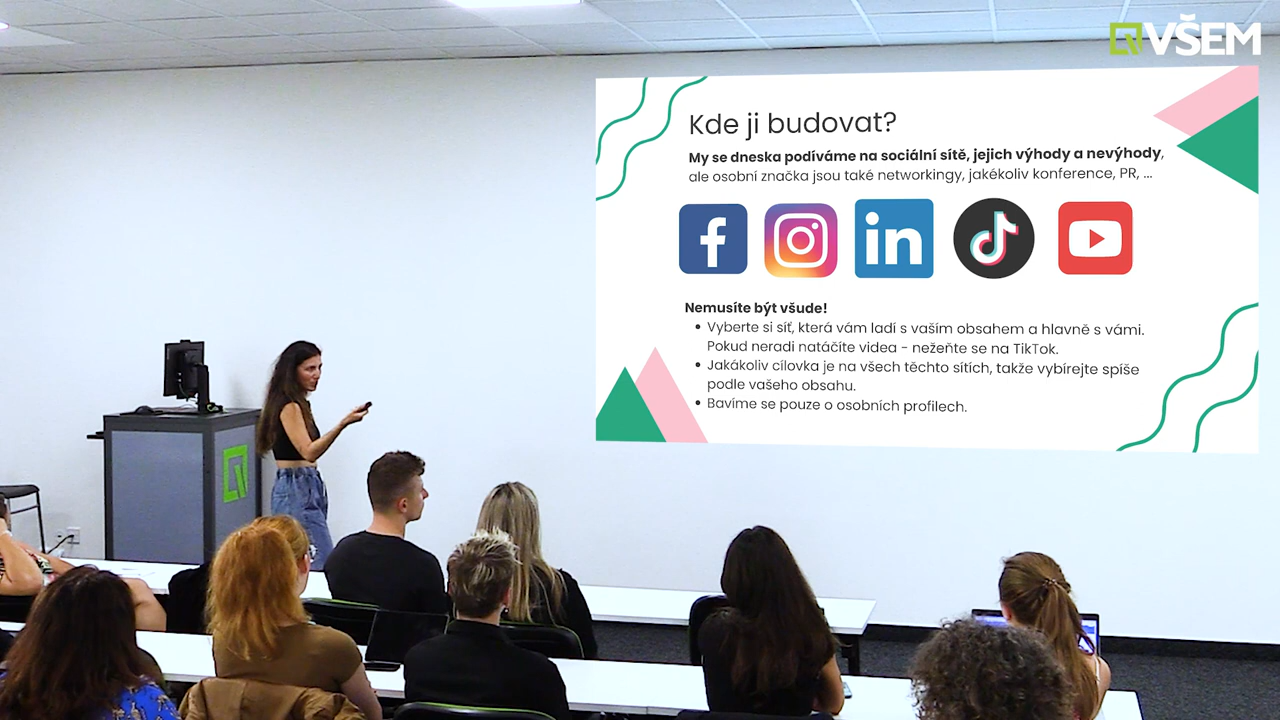 VŠEM
Kde ji budovat?
My se dneska podíváme na sociální sítě, jejich výhody a nevýhody,
ale osobní značka jsou také networkingy, jakékoliv konference, PR, ...
f
in
Nemusíte být všude!
• Vyberte si síť, která vám ladí s vaším obsahem a hlavně s vámi.
Pokud neradi natáčíte videa - nežeňte se na TikTok.
• Jakákoliv cílovka je na všech těchto sítích, takže vybírejte spíše
podle vašeho obsahu.
• Bavíme se pouze o osobních profilech.